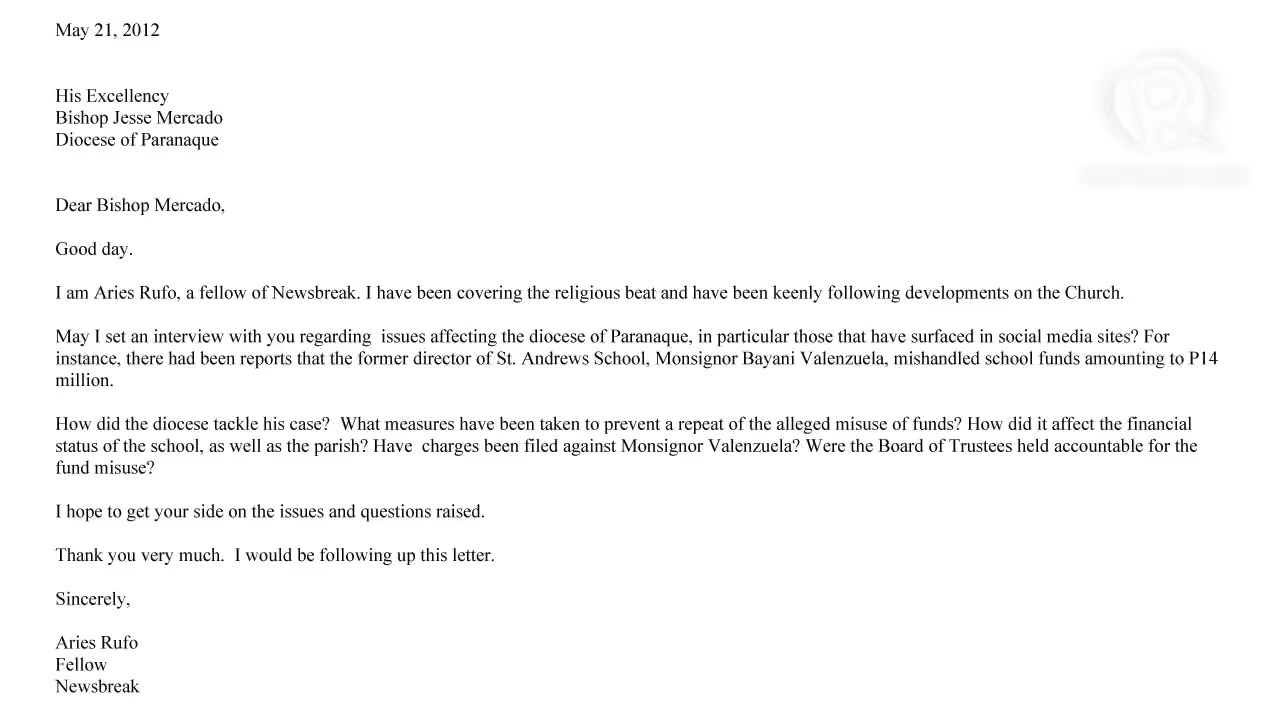 May 21, 2012
His Excellency
Bishop Jesse Mercado
Diocese of Paranaque
Dear Bishop Mercado,
Good day.
I am Aries Rufo, a fellow of Newsbreak. I have been covering the religious beat and have been keenly following developments on the Church.
May I set an interview with you regarding  issues affecting the diocese of Paranaque, in particular those that have surfaced in social media sites? For
instance, there had been reports that the former director of St. Andrews School, Monsignor Bayani Valenzuela, mishandled school funds amounting to P14
million.
How did the diocese tackle his case?  What measures have been taken to prevent a repeat of the alleged misuse of funds? How did it affect the financial
status of the school, as well as the parish? Have  charges been filed against Monsignor Valenzuela? Were the Board of Trustees held accountable for the
fund misuse?
I hope to get your side on the issues and questions raised.
Thank you very much.  I would be following up this letter.
Sincerely,
Aries Rufo
Fellow
Newsbreak